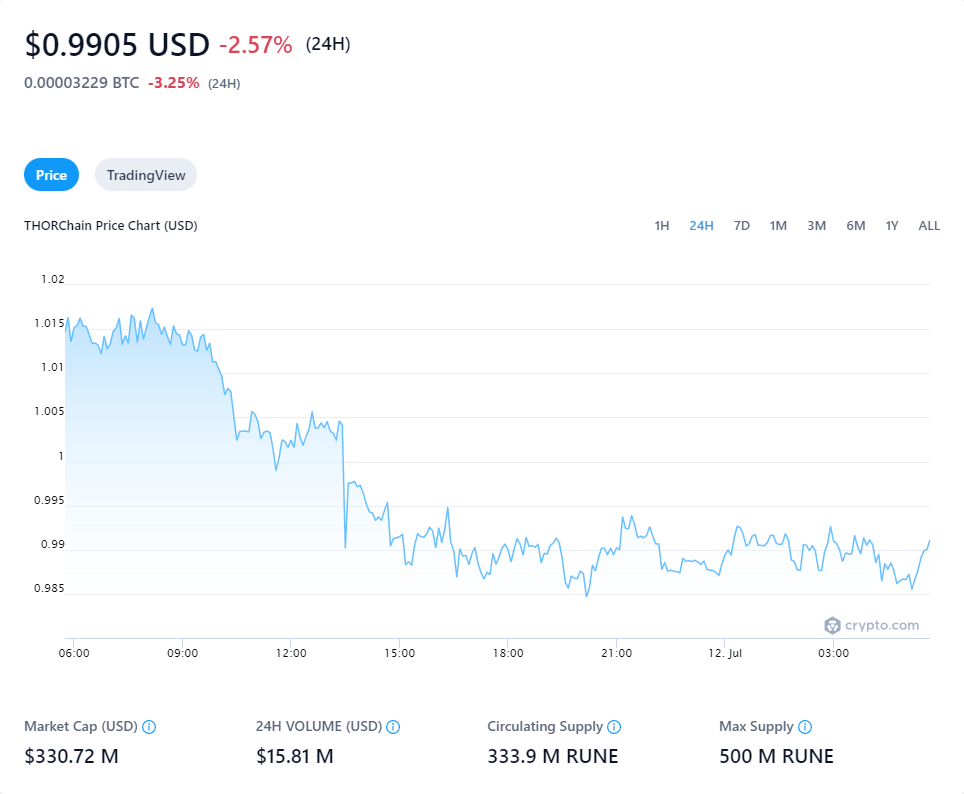 $0.9905 USD -2.57% (24H)
0.00003229 BTC -3.25% (24H)
Price TradingView
THORChain Price Chart (USD) 1H 24H 7D 1M 3M 6M 1Y ALL
1.02
1.015
1.01
1.005
1
0.995
0.99
0.985
crypto.com
06:00 09:00 12:00 15:00 18:00 21:00 12. Jul 03:00
Market Cap (USD) 24H VOLUME (USD) Circulating Supply Max Supply
$330.72 M $15.81 M 333.9 M RUNE 500 M RUNE